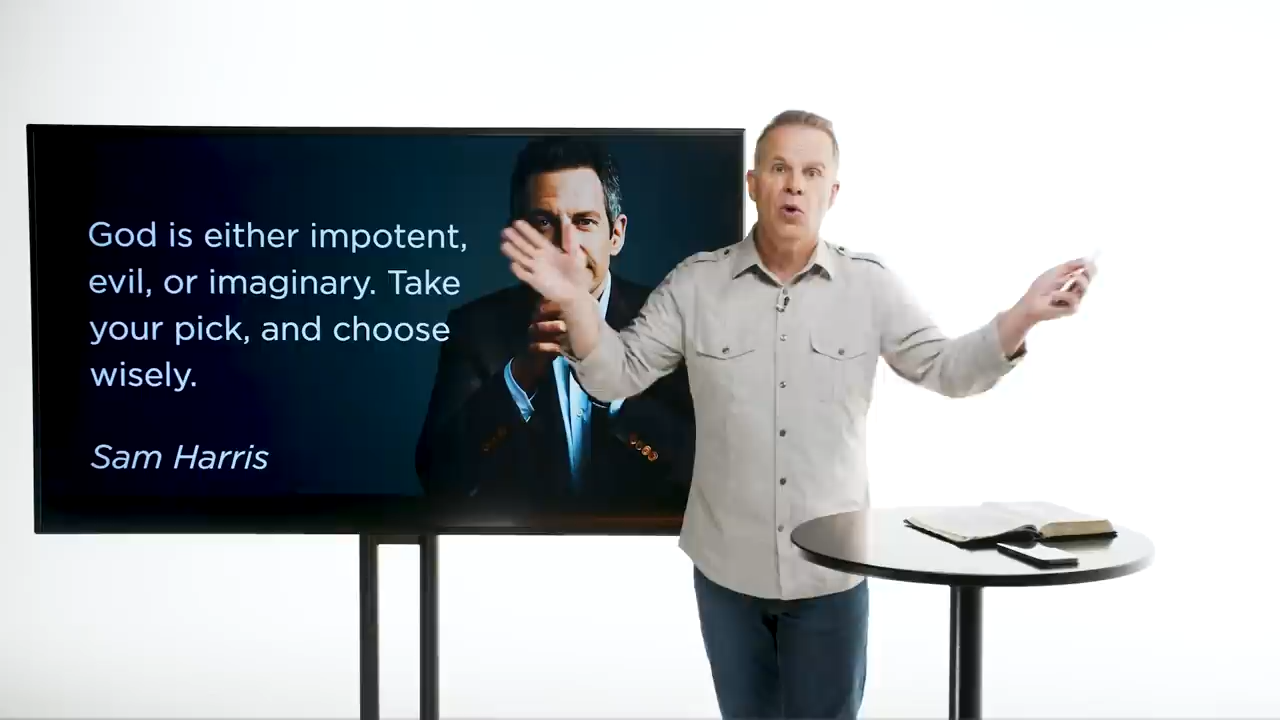 God is either impotent,
evil, or imaginary. Take
your pick, and choose
wisely.
Sam Harris